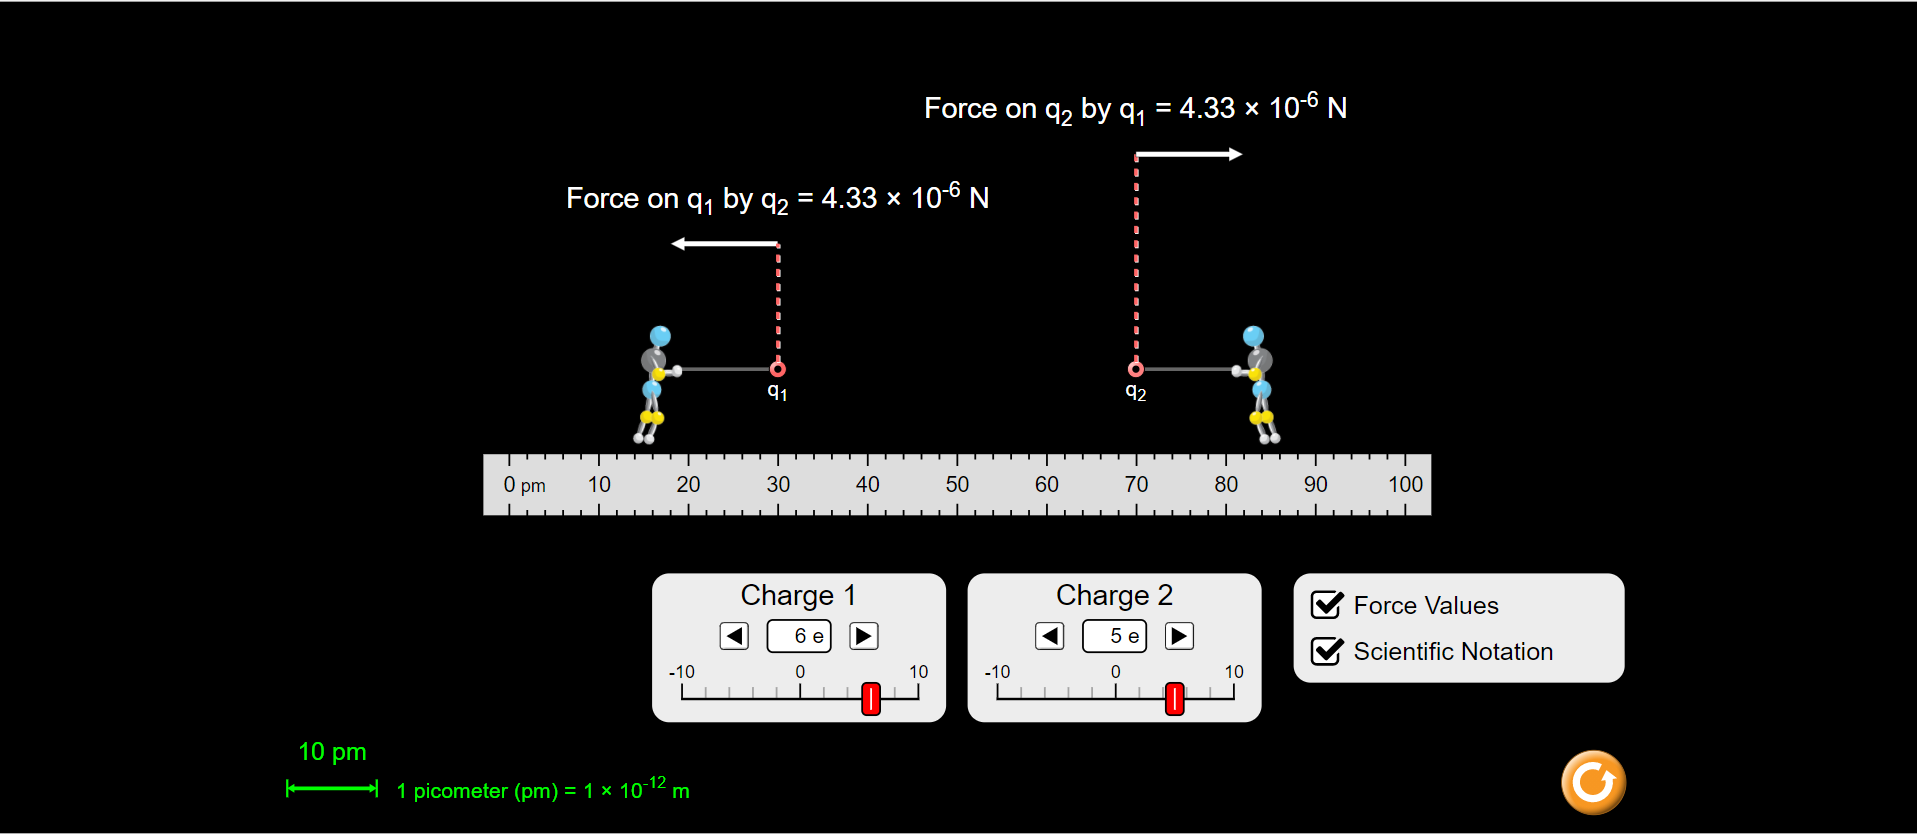 Force on q₂ by q₁ = 4.33 × 10⁻⁶ N
Force on q₁ by q₂ = 4.33 × 10⁻⁶ N
q₁
q₂
0 pm 10 20 30 40 50 60 70 80 90 100
Charge 1
6 e
-10 0 10
Charge 2
5 e
-10 0 10
Force Values
Scientific Notation
10 pm
1 picometer (pm) = 1 × 10⁻¹² m